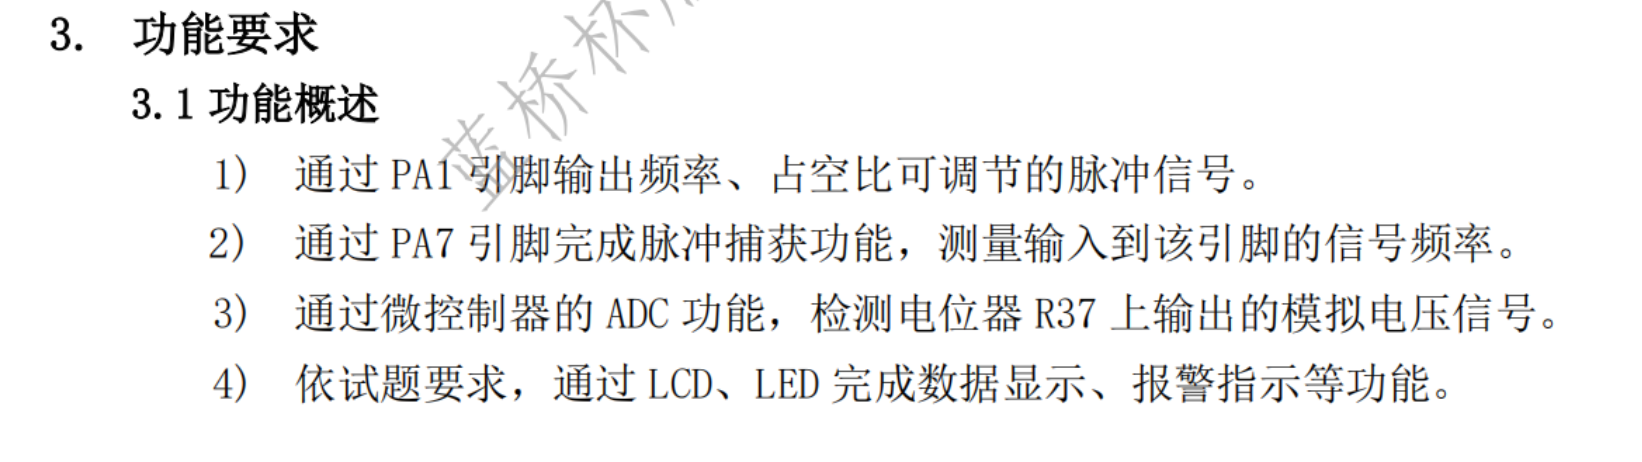 3. 功能要求
3.1 功能概述
蓝桥杯
1) 通过 PA1 引脚输出频率、占空比可调节的脉冲信号。
2) 通过 PA7 引脚完成脉冲捕获功能，测量输入到该引脚的信号频率。
3) 通过微控制器的 ADC 功能，检测电位器 R37 上输出的模拟电压信号。
4) 依试题要求，通过 LCD、LED 完成数据显示、报警指示等功能。